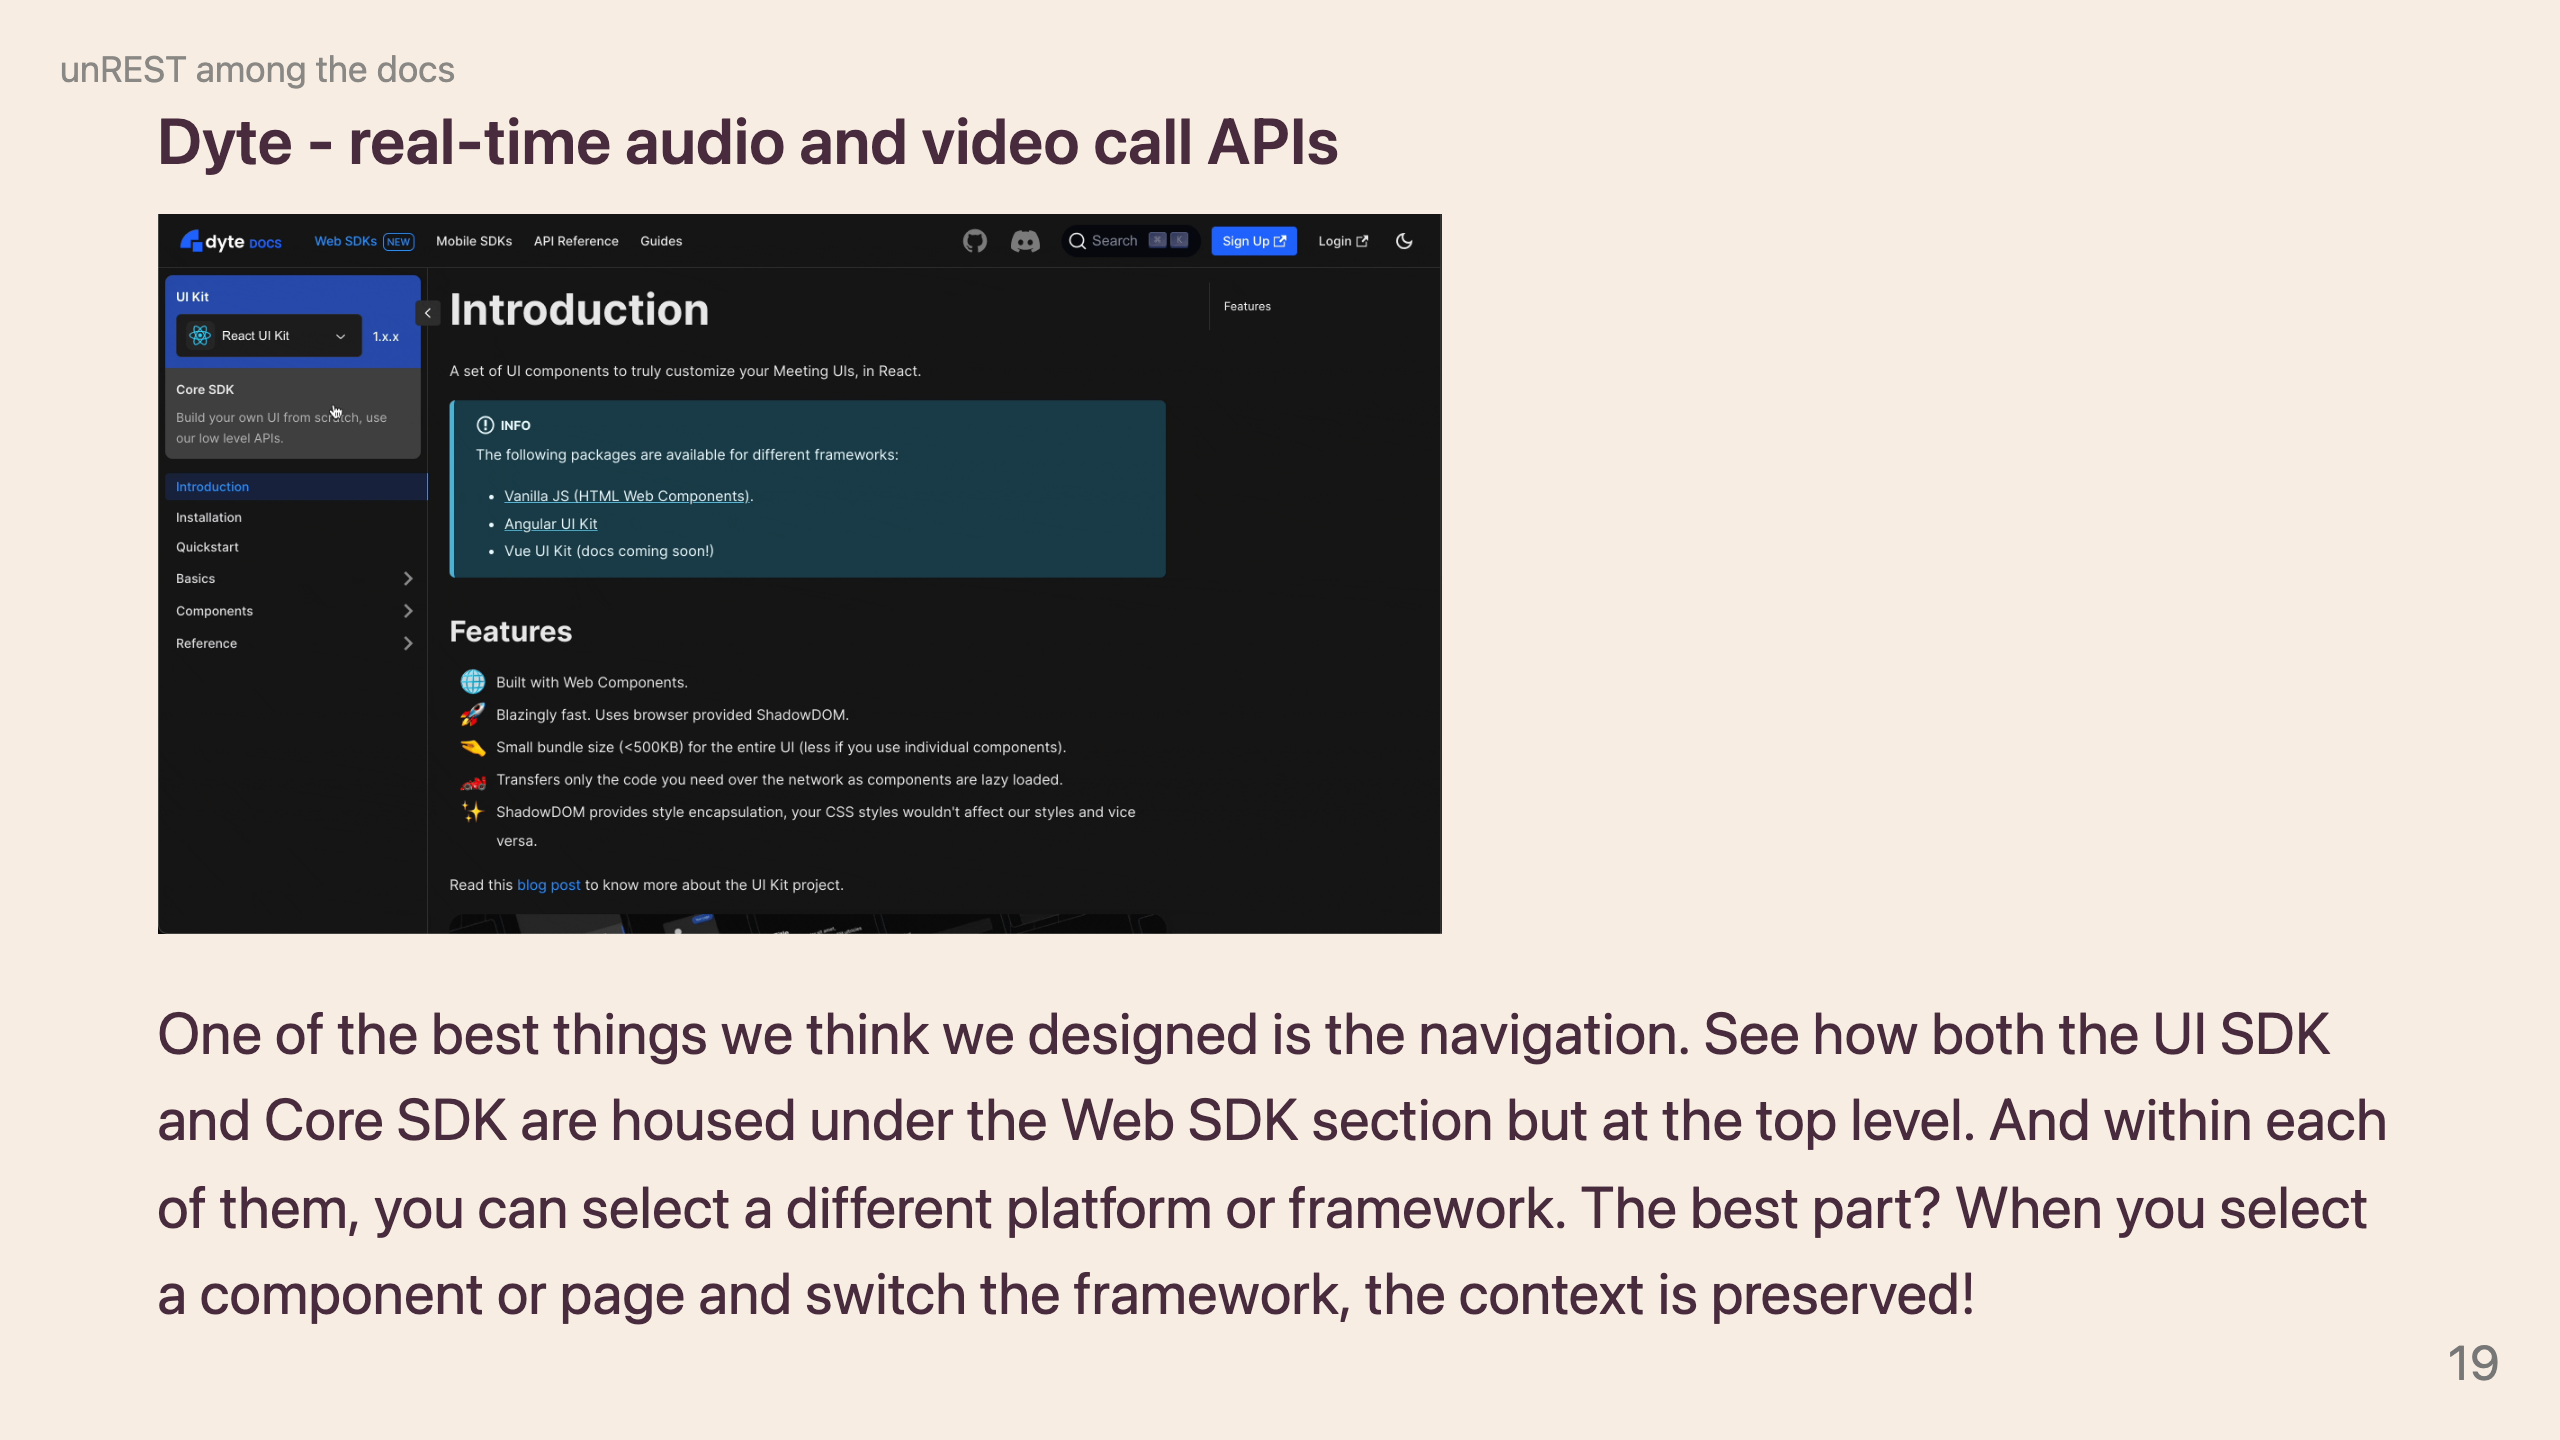 unREST among the docs
Dyte - real-time audio and video call APIs
dyte DOCS
Web SDKs NEW
Mobile SDKs
API Reference
Guides
Search ⌘ K
Sign Up
Login
UI Kit
React UI Kit
1.x.x
Core SDK
Build your own UI from scratch, use
our low level APIs.
Introduction
Installation
Quickstart
Basics
Components
Reference
Introduction
A set of UI components to truly customize your Meeting UIs, in React.
INFO
The following packages are available for different frameworks:
• Vanilla JS (HTML Web Components).
• Angular UI Kit
• Vue UI Kit (docs coming soon!)
Features
Built with Web Components.
Blazingly fast. Uses browser provided ShadowDOM.
Small bundle size (<500KB) for the entire UI (less if you use individual components).
Transfers only the code you need over the network as components are lazy loaded.
ShadowDOM provides style encapsulation, your CSS styles wouldn't affect our styles and vice
versa.
Read this blog post to know more about the UI Kit project.
Features
One of the best things we think we designed is the navigation. See how both the UI SDK
and Core SDK are housed under the Web SDK section but at the top level. And within each
of them, you can select a different platform or framework. The best part? When you select
a component or page and switch the framework, the context is preserved!
19